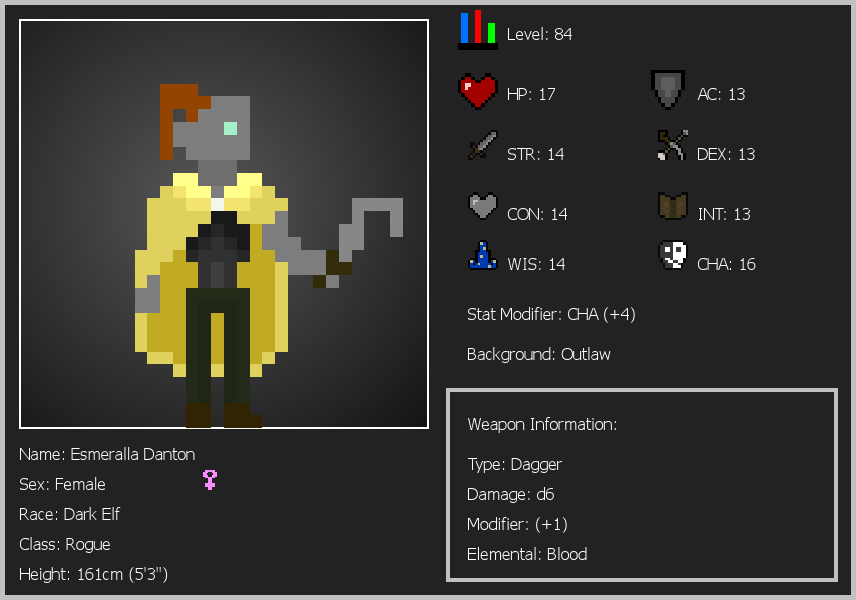 Level: 84
HP: 17
AC: 13
STR: 14
DEX: 13
CON: 14
INT: 13
WIS: 14
CHA: 16
Stat Modifier: CHA (+4)
Background: Outlaw
Weapon Information:
Type: Dagger
Damage: d6
Modifier: (+1)
Elemental: Blood
Name: Esmeralla Danton
Sex: Female
Race: Dark Elf
Class: Rogue
Height: 161cm (5'3")